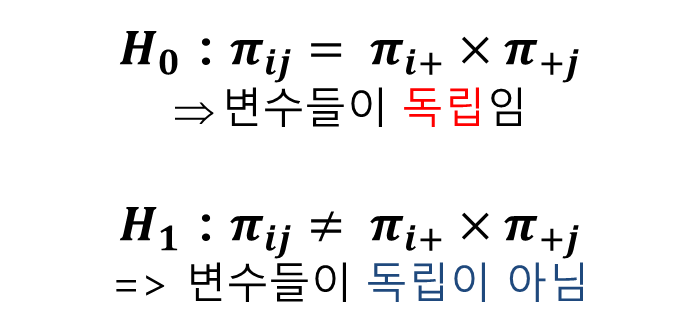 H₀ : πᵢⱼ = πᵢ₊ × π₊ⱼ
⇒ 변수들이 독립임
H₁ : πᵢⱼ ≠ πᵢ₊ × π₊ⱼ
=> 변수들이 독립이 아님